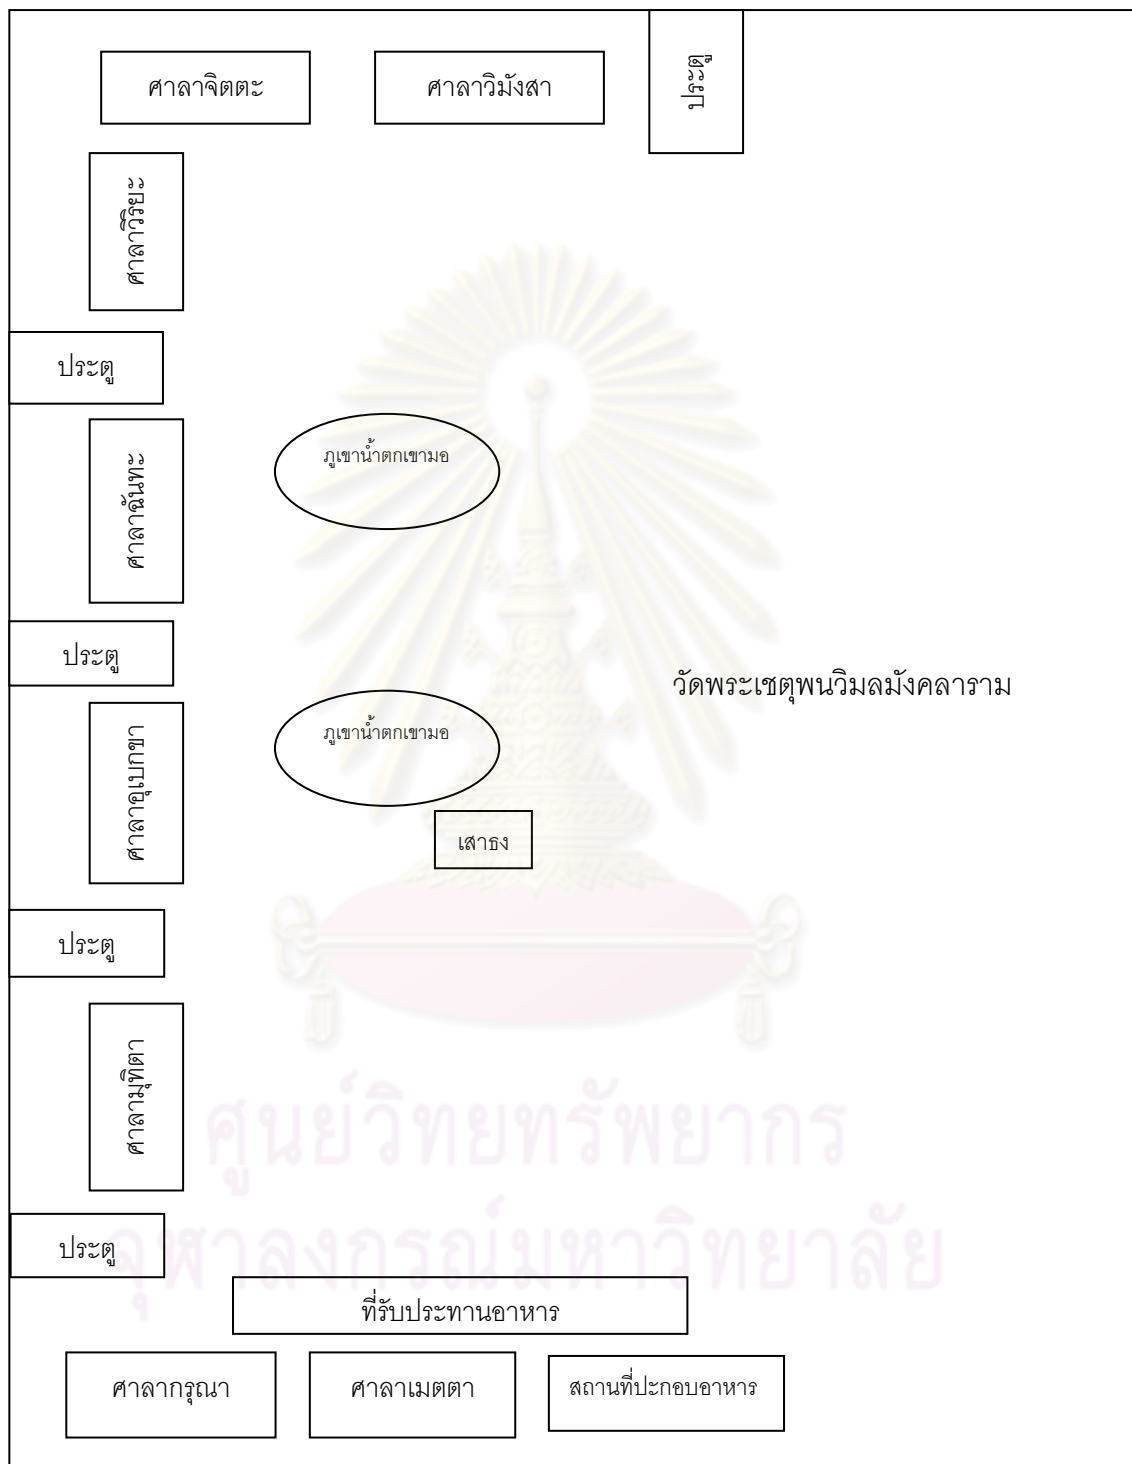 ศาลาจิตตะ
ศาลาวิมังสา
ประตู
ศาลาวิริยะ
ประตู
ศาลาฉันทะ
ภูเขาน้ำตกเขามอ
ประตู
วัดพระเชตุพนวิมลมังคลาราม
ศาลาอุเบกขา
ภูเขาน้ำตกเขามอ
เสาธง
ประตู
ศาลามุทิตา
ศูนย์วิทยทรัพยากร
จุฬาลงกรณ์มหาวิทยาลัย
ประตู
ที่รับประทานอาหาร
ศาลากรุณา
ศาลาเมตตา
สถานที่ปะกอบอาหาร